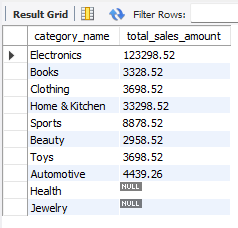 Result Grid Filter Rows:
category_name total_sales_amount
Electronics 123298.52
Books 3328.52
Clothing 3698.52
Home & Kitchen 33298.52
Sports 8878.52
Beauty 2958.52
Toys 3698.52
Automotive 4439.26
Health NULL
Jewelry NULL